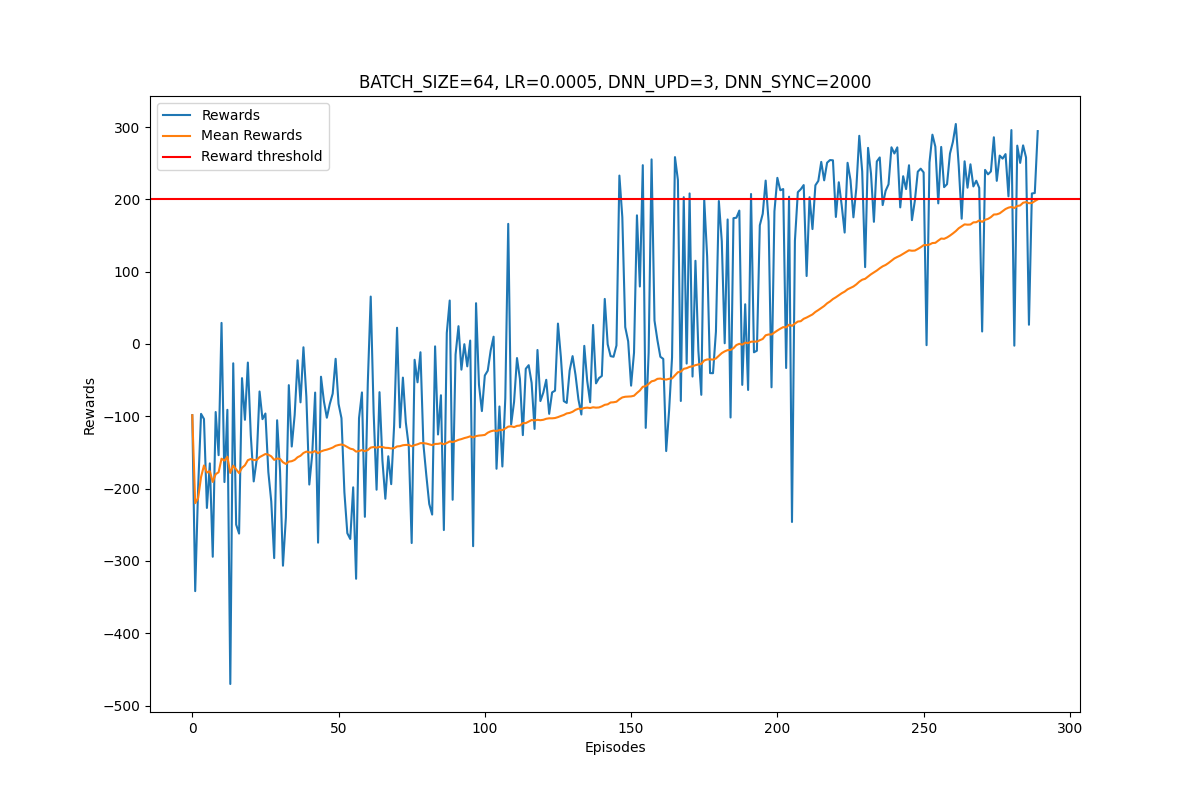 BATCH_SIZE=64, LR=0.0005, DNN_UPD=3, DNN_SYNC=2000
Rewards
Mean Rewards
Reward threshold
300
200
100
0
−100
−200
−300
−400
−500
Rewards
0 50 100 150 200 250 300
Episodes